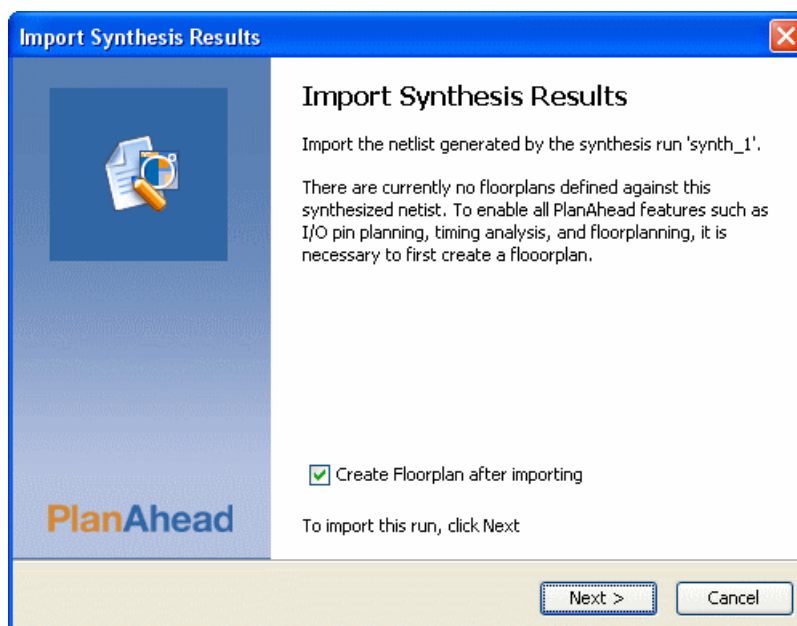 Import Synthesis Results
Import Synthesis Results
Import the netlist generated by the synthesis run 'synth_1'.
There are currently no floorplans defined against this
synthesized netist. To enable all PlanAhead features such as
I/O pin planning, timing analysis, and floorplanning, it is
necessary to first create a flooorplan.
Create Floorplan after importing
PlanAhead
To import this run, click Next
Next >
Cancel